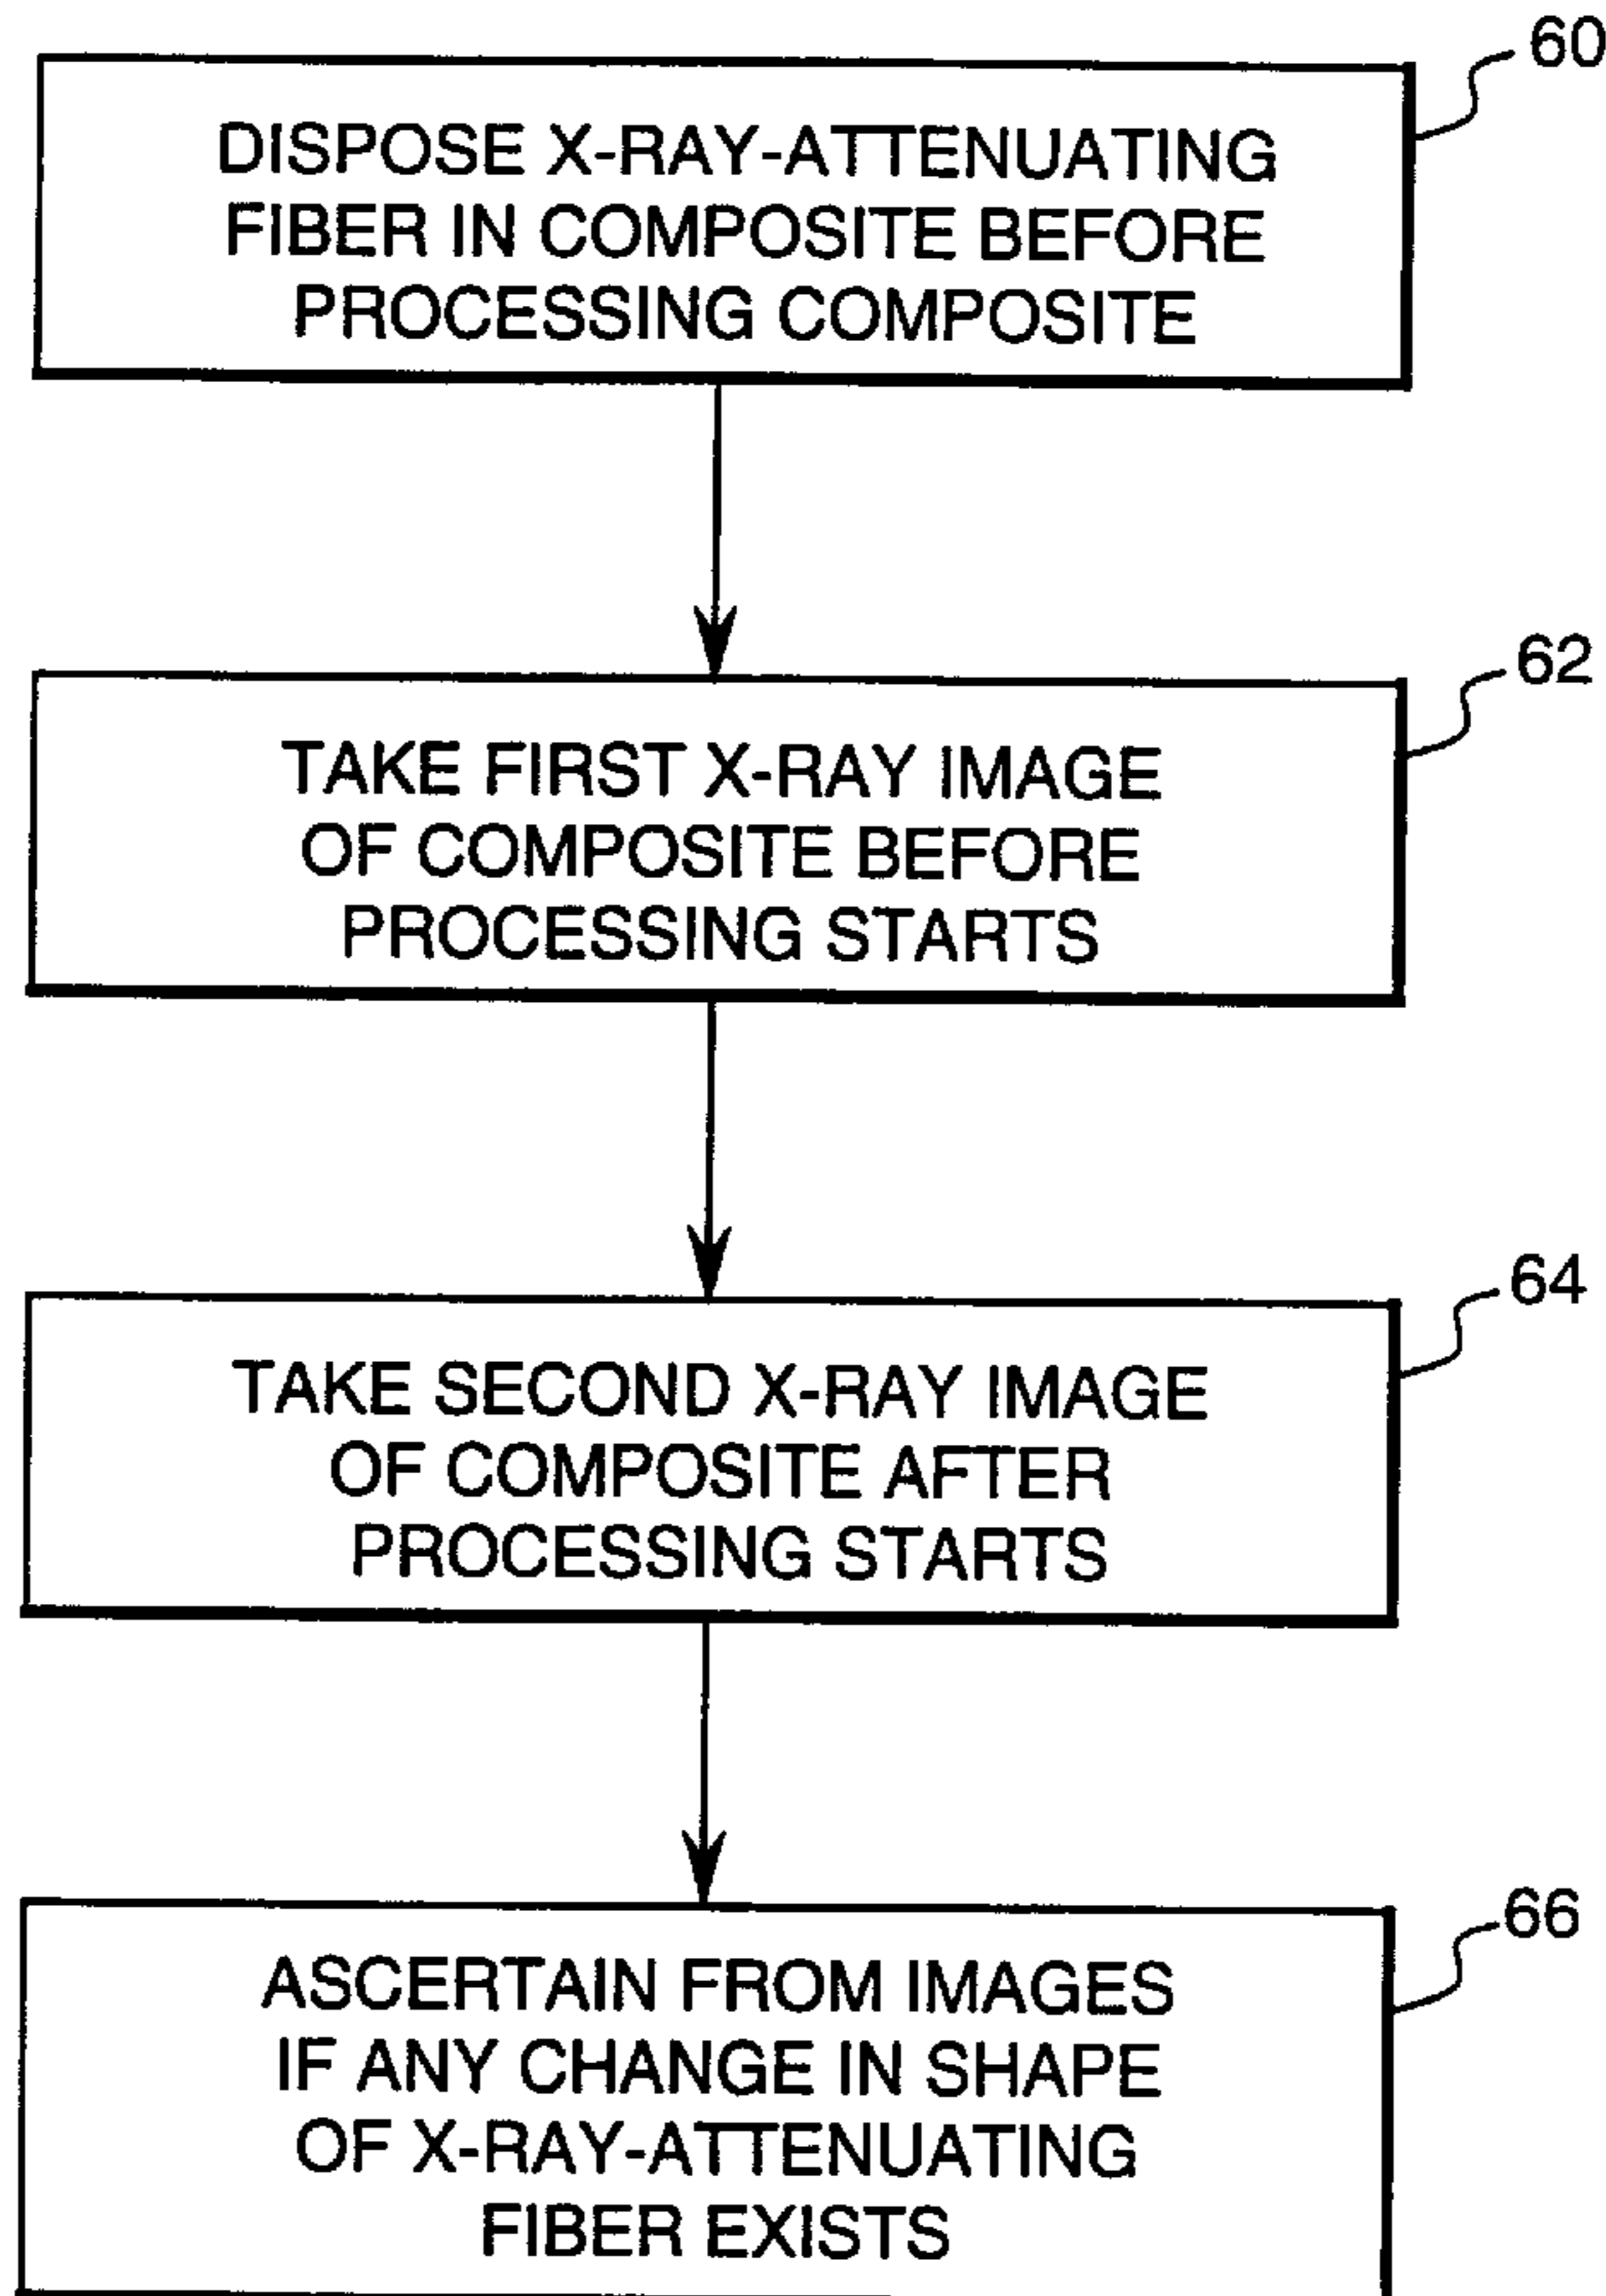 60
DISPOSE X-RAY-ATTENUATING
FIBER IN COMPOSITE BEFORE
PROCESSING COMPOSITE
62
TAKE FIRST X-RAY IMAGE
OF COMPOSITE BEFORE
PROCESSING STARTS
64
TAKE SECOND X-RAY IMAGE
OF COMPOSITE AFTER
PROCESSING STARTS
66
ASCERTAIN FROM IMAGES
IF ANY CHANGE IN SHAPE
OF X-RAY-ATTENUATING
FIBER EXISTS